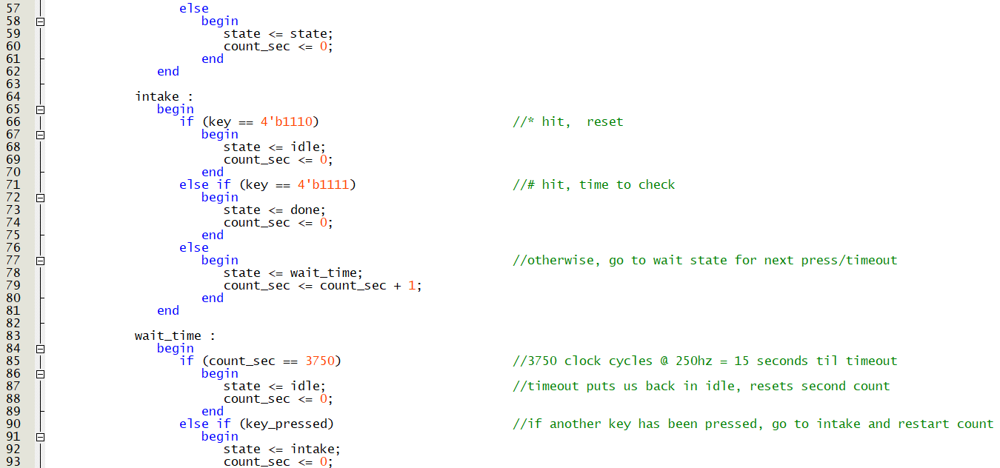 57 else
58 begin
59 state <= state;
60 count_sec <= 0;
61 end
62 end
63
64 intake :
65 begin
66 if (key == 4'b1110) //* hit,  reset
67 begin
68 state <= idle;
69 count_sec <= 0;
70 end
71 else if (key == 4'b1111) //# hit, time to check
72 begin
73 state <= done;
74 count_sec <= 0;
75 end
76 else
77 begin //otherwise, go to wait state for next press/timeout
78 state <= wait_time;
79 count_sec <= count_sec + 1;
80 end
81 end
82
83 wait_time :
84 begin
85 if (count_sec == 3750) //3750 clock cycles @ 250hz = 15 seconds til timeout
86 begin
87 state <= idle; //timeout puts us back in idle, resets second count
88 count_sec <= 0;
89 end
90 else if (key_pressed) //if another key has been pressed, go to intake and restart count
91 begin
92 state <= intake;
93 count_sec <= 0;